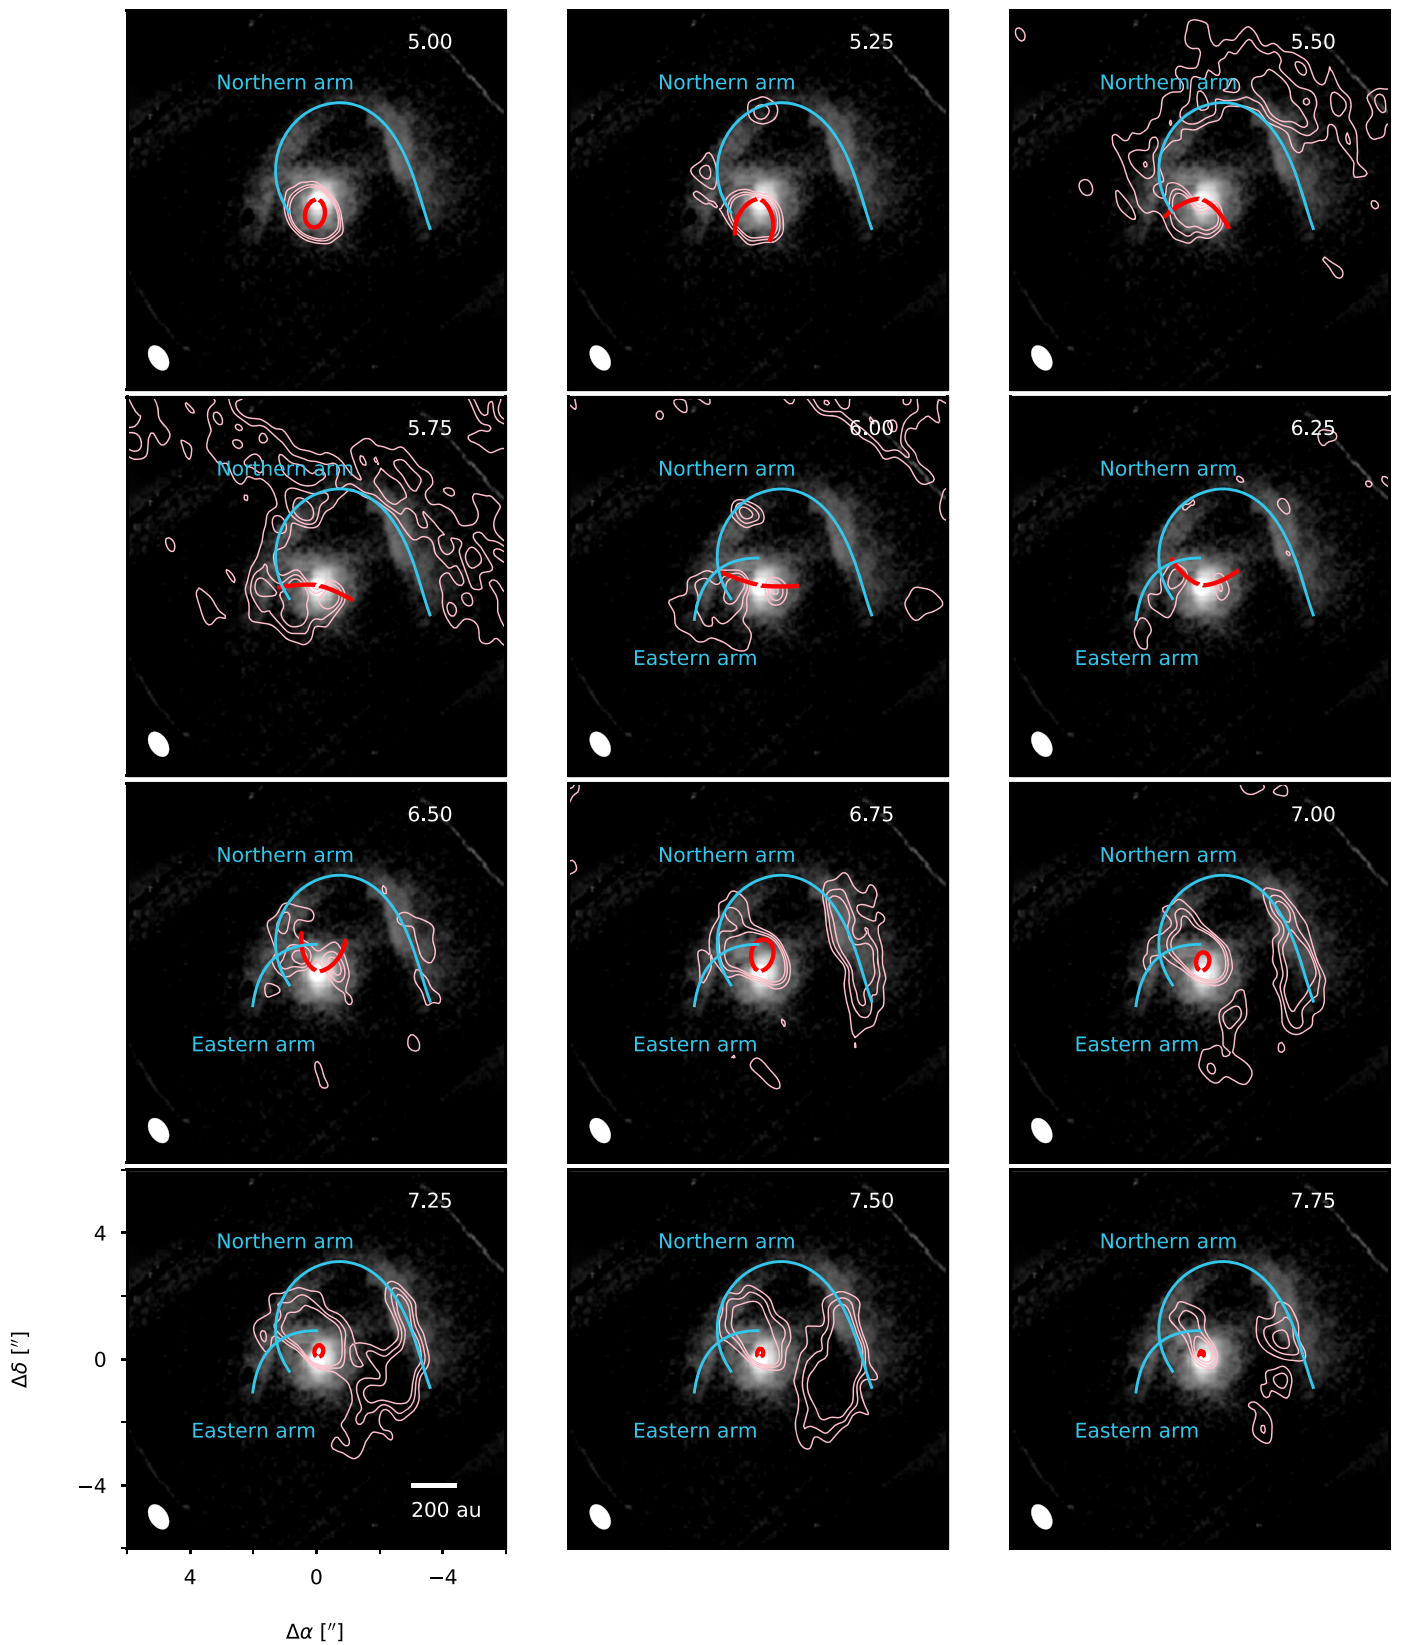 5.00
Northern arm
5.25
Northern arm
5.50
Northern arm
5.75
Northern arm
6.00
Northern arm
Eastern arm
6.25
Northern arm
Eastern arm
6.50
Northern arm
Eastern arm
6.75
Northern arm
Eastern arm
7.00
Northern arm
Eastern arm
7.25
Northern arm
Eastern arm
200 au
7.50
Northern arm
Eastern arm
7.75
Northern arm
Eastern arm
4
0
−4
Δδ [″]
4 0 −4
Δα [″]